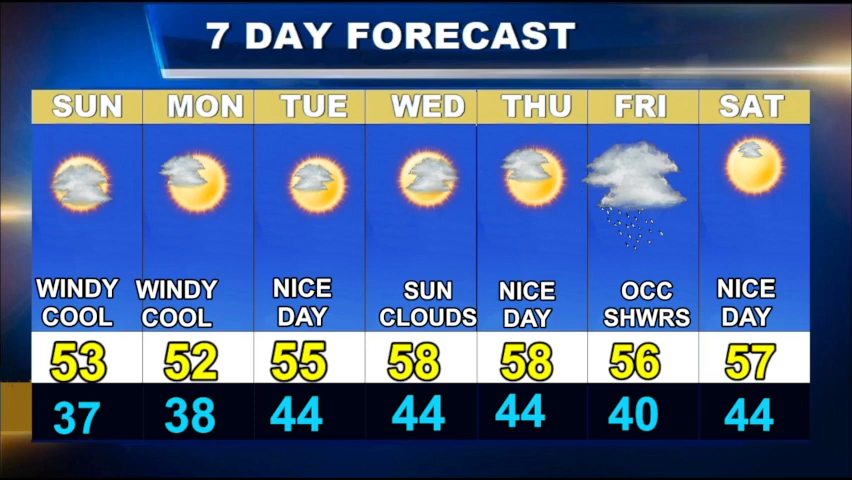 7 DAY FORECAST
SUN MON TUE WED THU FRI SAT
WINDY COOL
WINDY COOL
NICE DAY
SUN CLOUDS
NICE DAY
OCC SHWRS
NICE DAY
53 52 55 58 58 56 57
37 38 44 44 44 40 44